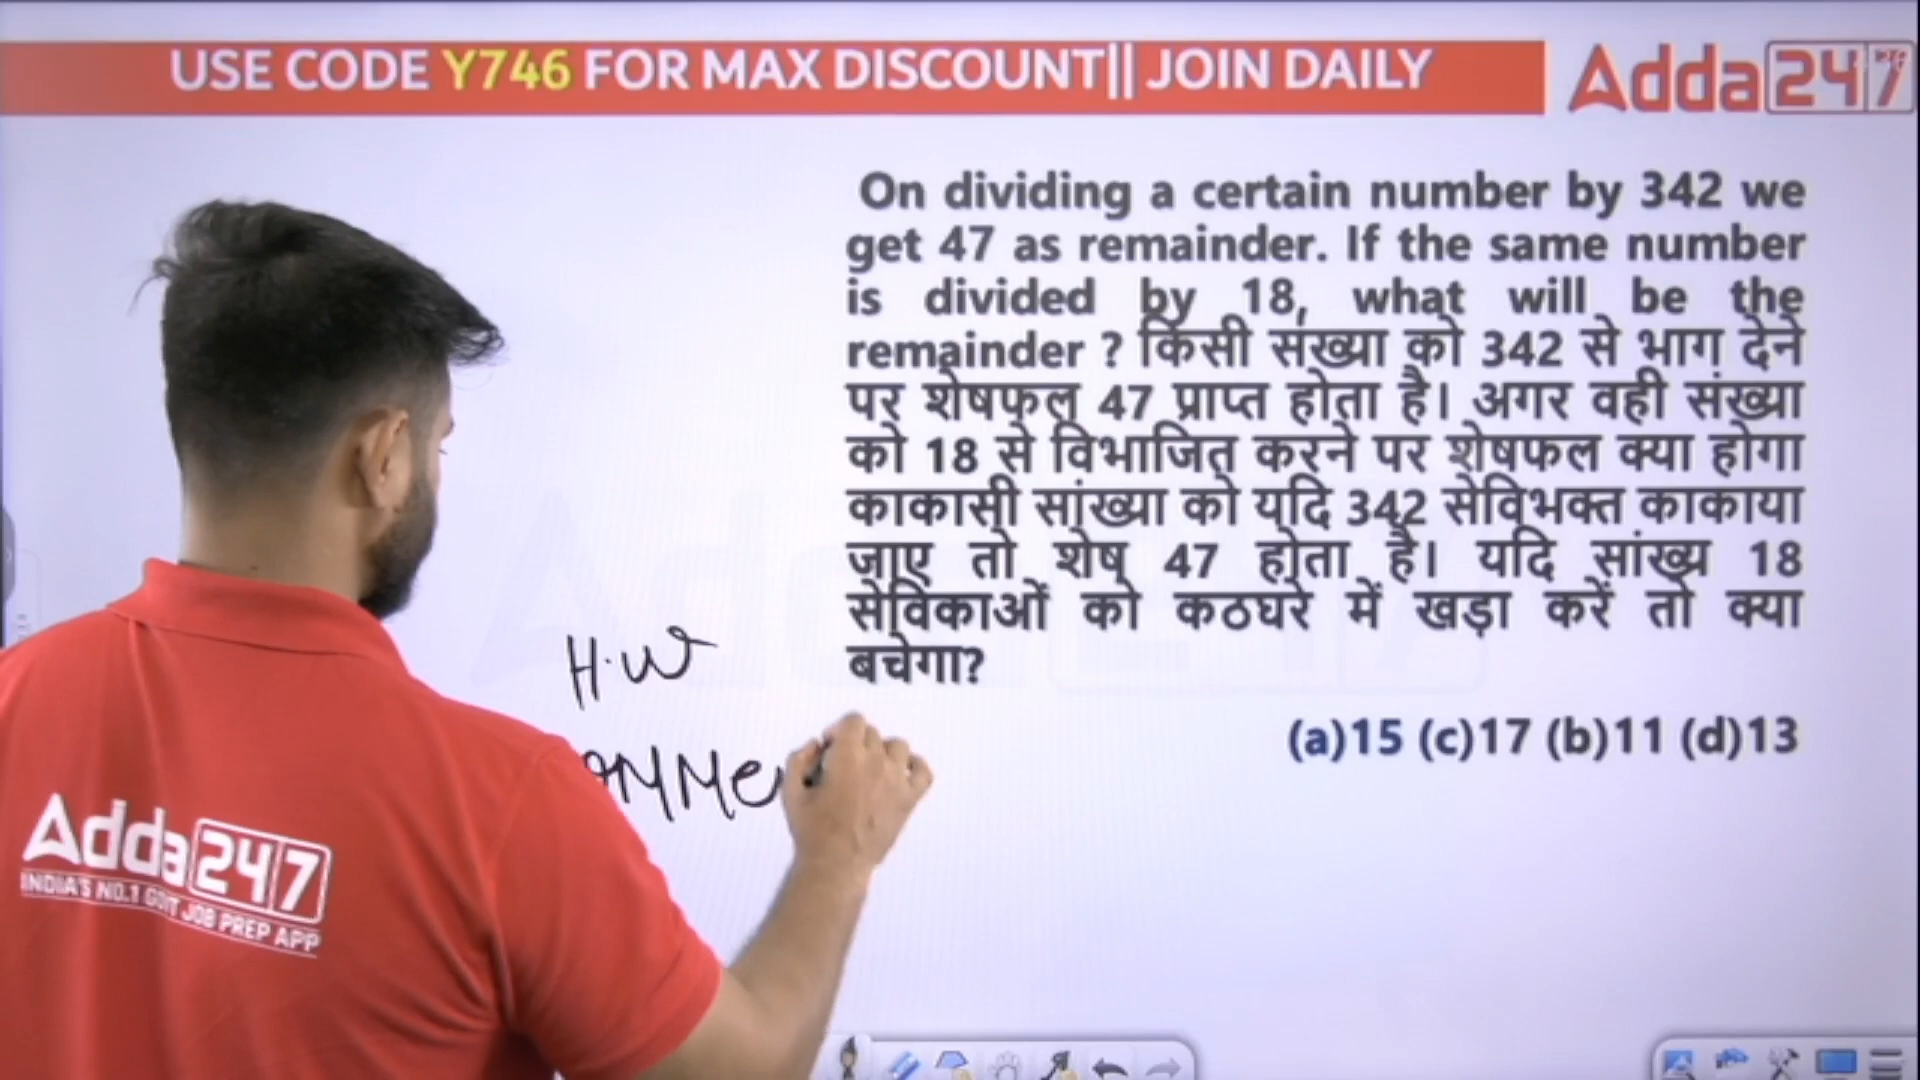 USE CODE Y746 FOR MAX DISCOUNT|| JOIN DAILY
Adda247
On dividing a certain number by 342 we
get 47 as remainder. If the same number
is divided by 18, what will be the
remainder ? किसी संख्या को 342 से भाग देने
पर शेषफल 47 प्राप्त होता है। अगर वही संख्या
को 18 से विभाजित करने पर शेषफल क्या होगा
काकासी सांख्या को यदि 342 सेविभक्त काकाया
जाए तो शेष 47 होता है। यदि सांख्य 18
सेविकाओं को कठघरे में खड़ा करें तो क्या
बचेगा?
(a)15 (c)17 (b)11 (d)13
H.W
Adda247
INDIA'S NO.1 GOVT JOB PREP APP